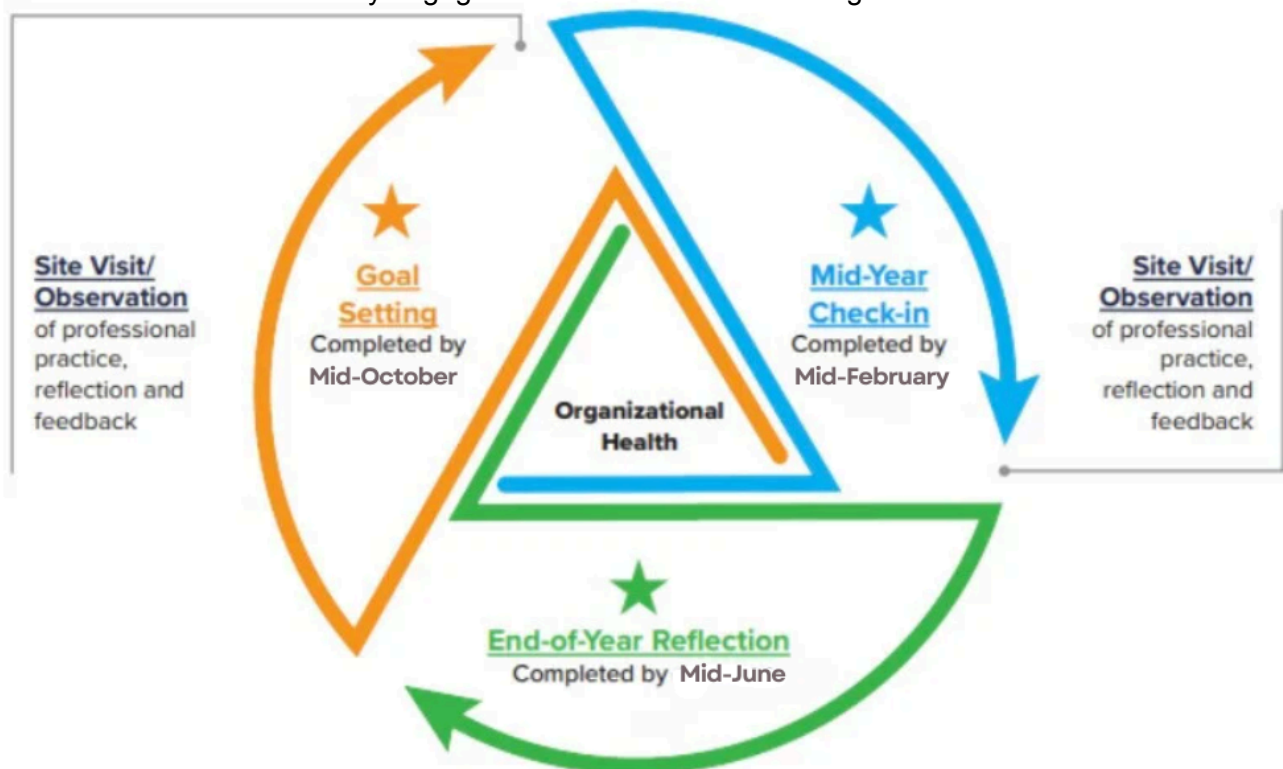 Site Visit/
Observation
of professional
practice,
reflection and
feedback
Goal
Setting
Completed by
Mid-October
Mid-Year
Check-in
Completed by
Mid-February
Site Visit/
Observation
of professional
practice,
reflection and
feedback
Organizational
Health
End-of-Year Reflection
Completed by Mid-June